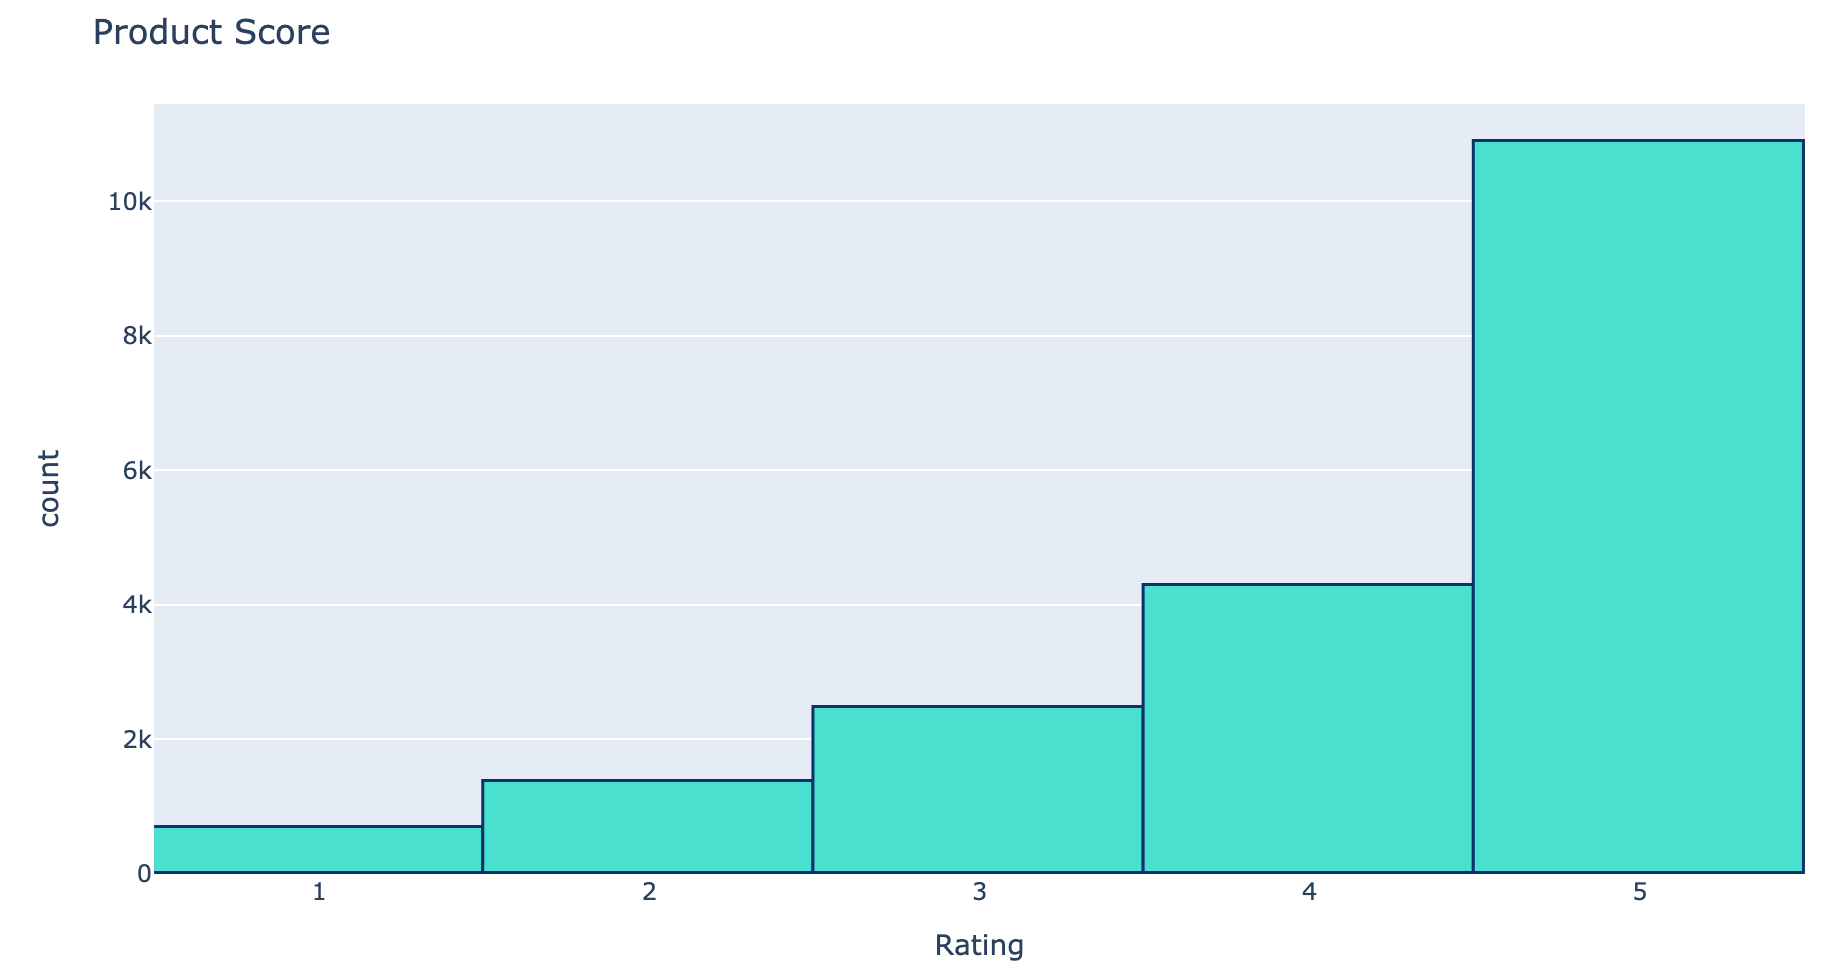 Product Score
10k
8k
6k
4k
2k
0
count
1 2 3 4 5
Rating